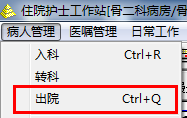 住院护士工作站/[骨二科病房/骨
病人管理 医嘱管理 日常工作
入科 Ctrl+R
转科
出院 Ctrl+Q